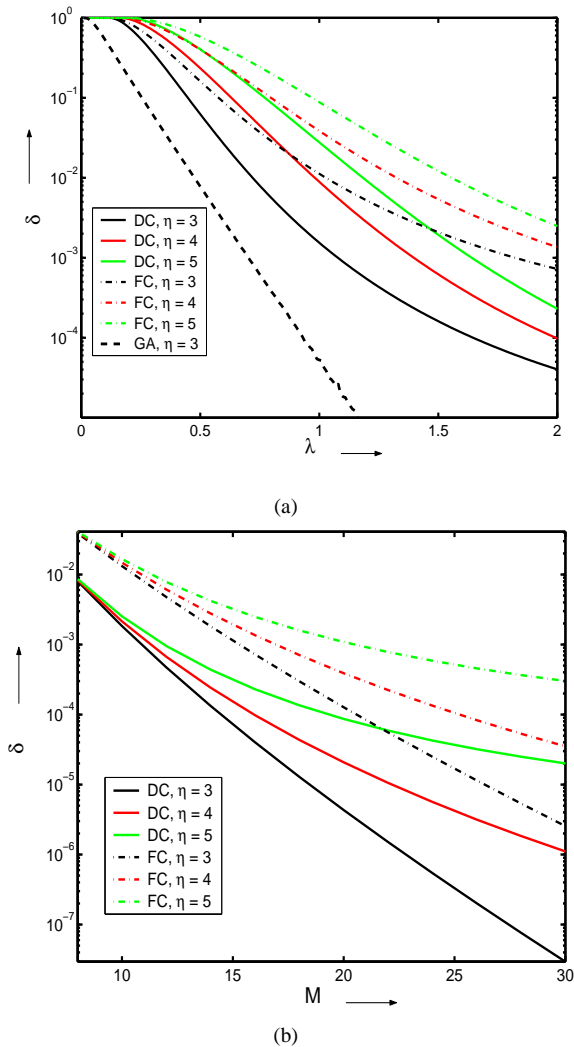 10^0
10^-1
10^-2
10^-3
10^-4
δ
DC, η = 3
DC, η = 4
DC, η = 5
FC, η = 3
FC, η = 4
FC, η = 5
GA, η = 3
0 0.5 1 1.5 2
λ
(a)
10^-2
10^-3
10^-4
10^-5
10^-6
10^-7
δ
DC, η = 3
DC, η = 4
DC, η = 5
FC, η = 3
FC, η = 4
FC, η = 5
10 15 20 25 30
M
(b)